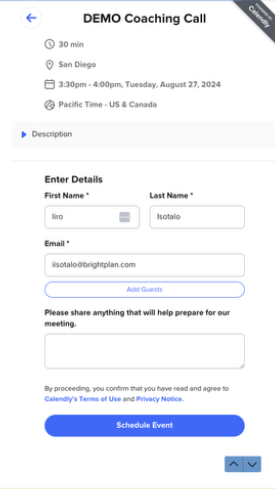 DEMO Coaching Call
Calendly
30 min
San Diego
3:30pm - 4:00pm, Tuesday, August 27, 2024
Pacific Time - US & Canada
Description
Enter Details
First Name *
Last Name *
Iiro
Isotalo
Email *
iisotalo@brightplan.com
Add Guests
Please share anything that will help prepare for our
meeting.
By proceeding, you confirm that you have read and agree to
Calendly's Terms of Use and Privacy Notice.
Schedule Event